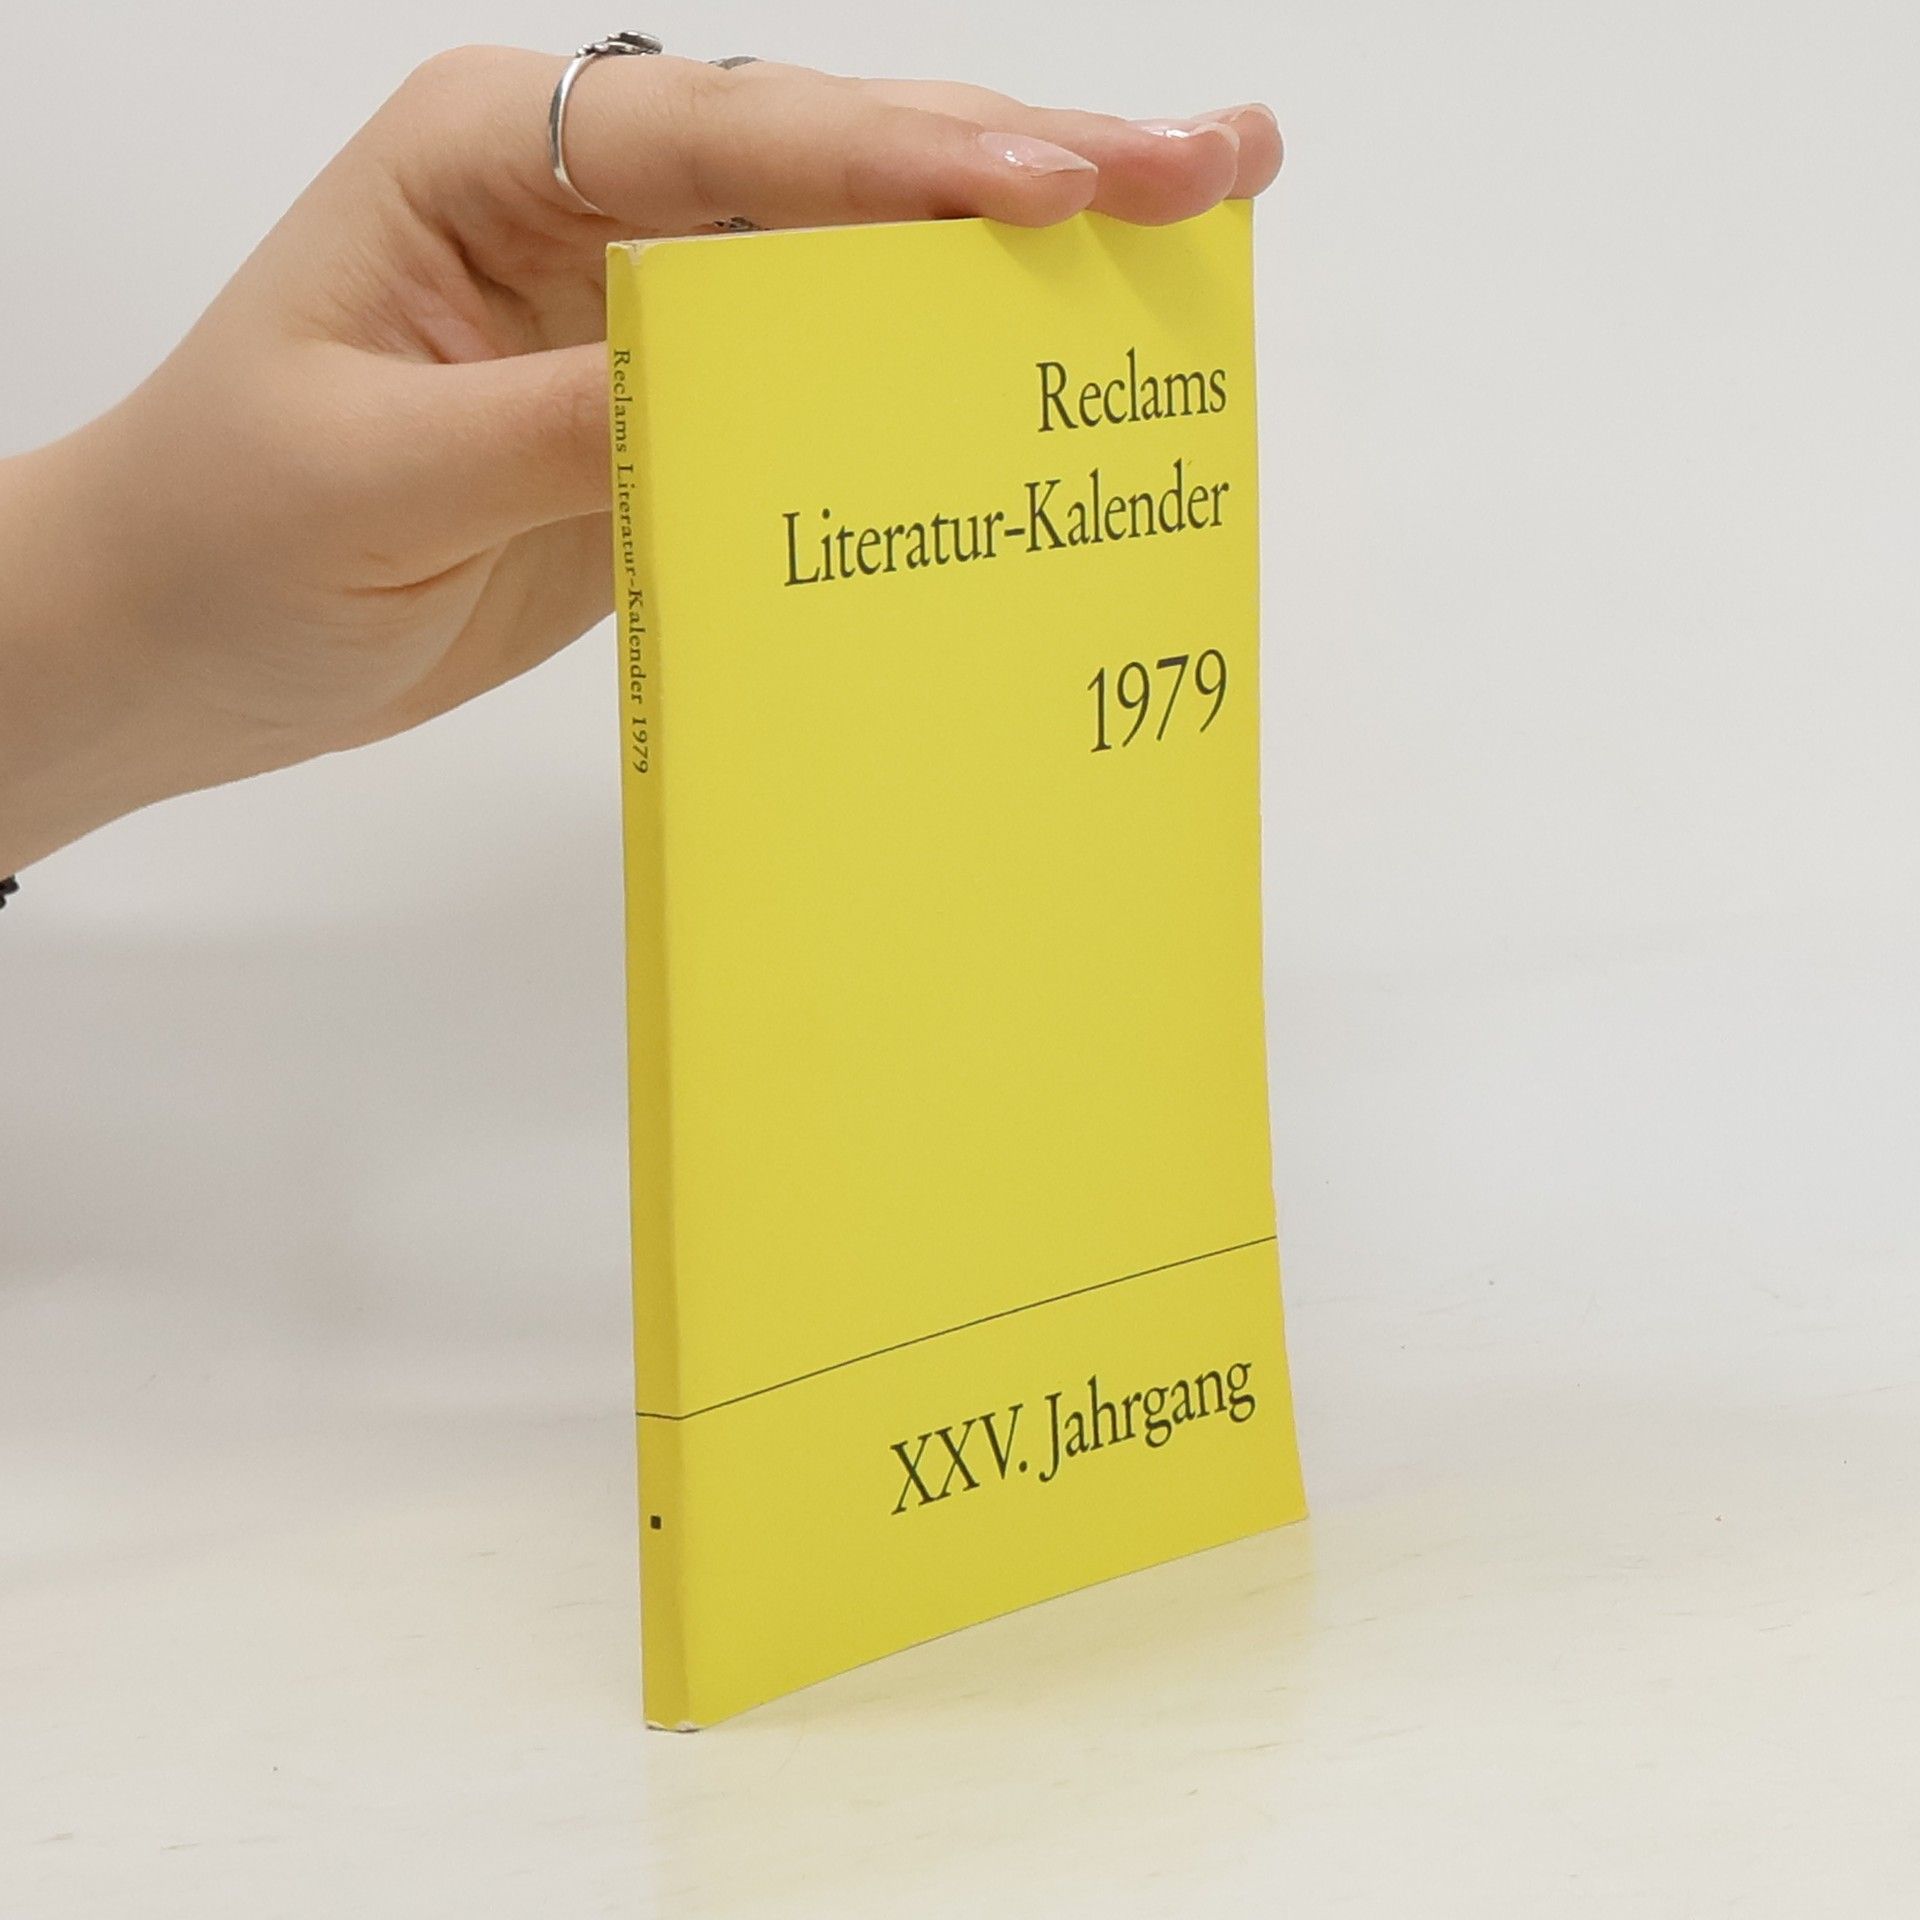 Reclams Literatur-Kalender 1979
Reclams
Literatur-Kalender
1979
XXV. Jahrgang